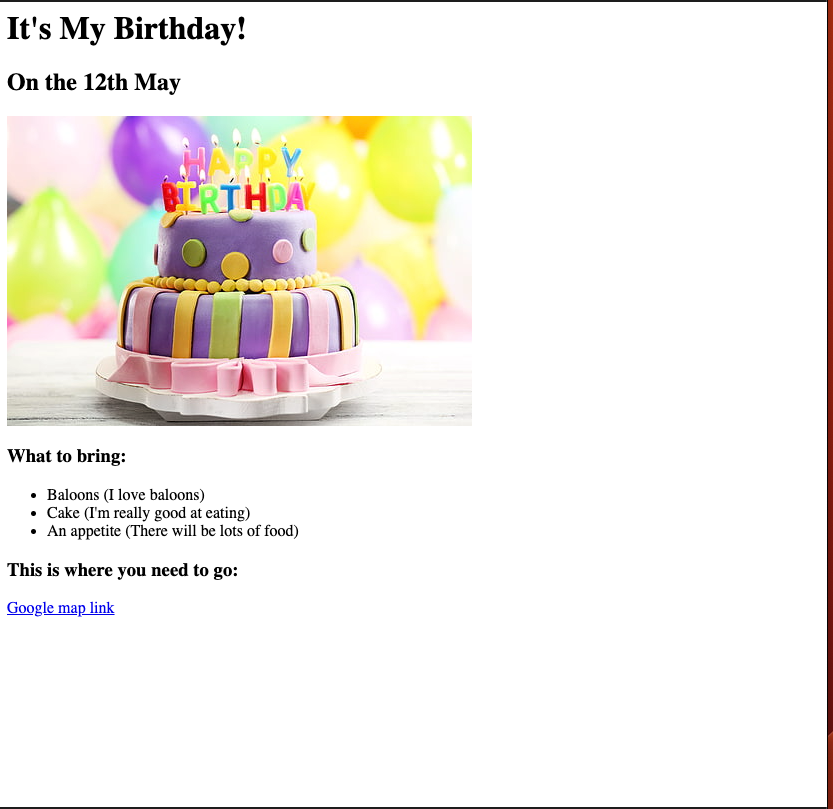 It's My Birthday!
On the 12th May
HAPPY
BIRTHDAY
What to bring:
Baloons (I love baloons)
Cake (I'm really good at eating)
An appetite (There will be lots of food)
This is where you need to go:
Google map link